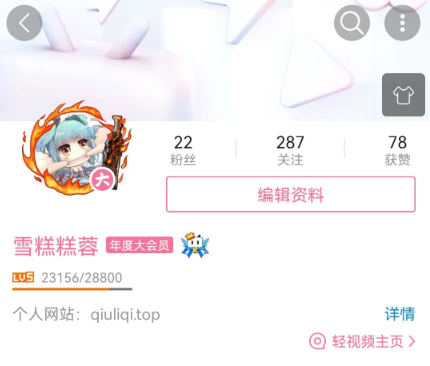 22
粉丝
287
关注
78
获赞
大
编辑资料
雪糕糕蓉 年度大会员
LV5 23156/28800
个人网站：qiuliqi.top 详情
轻视频主页